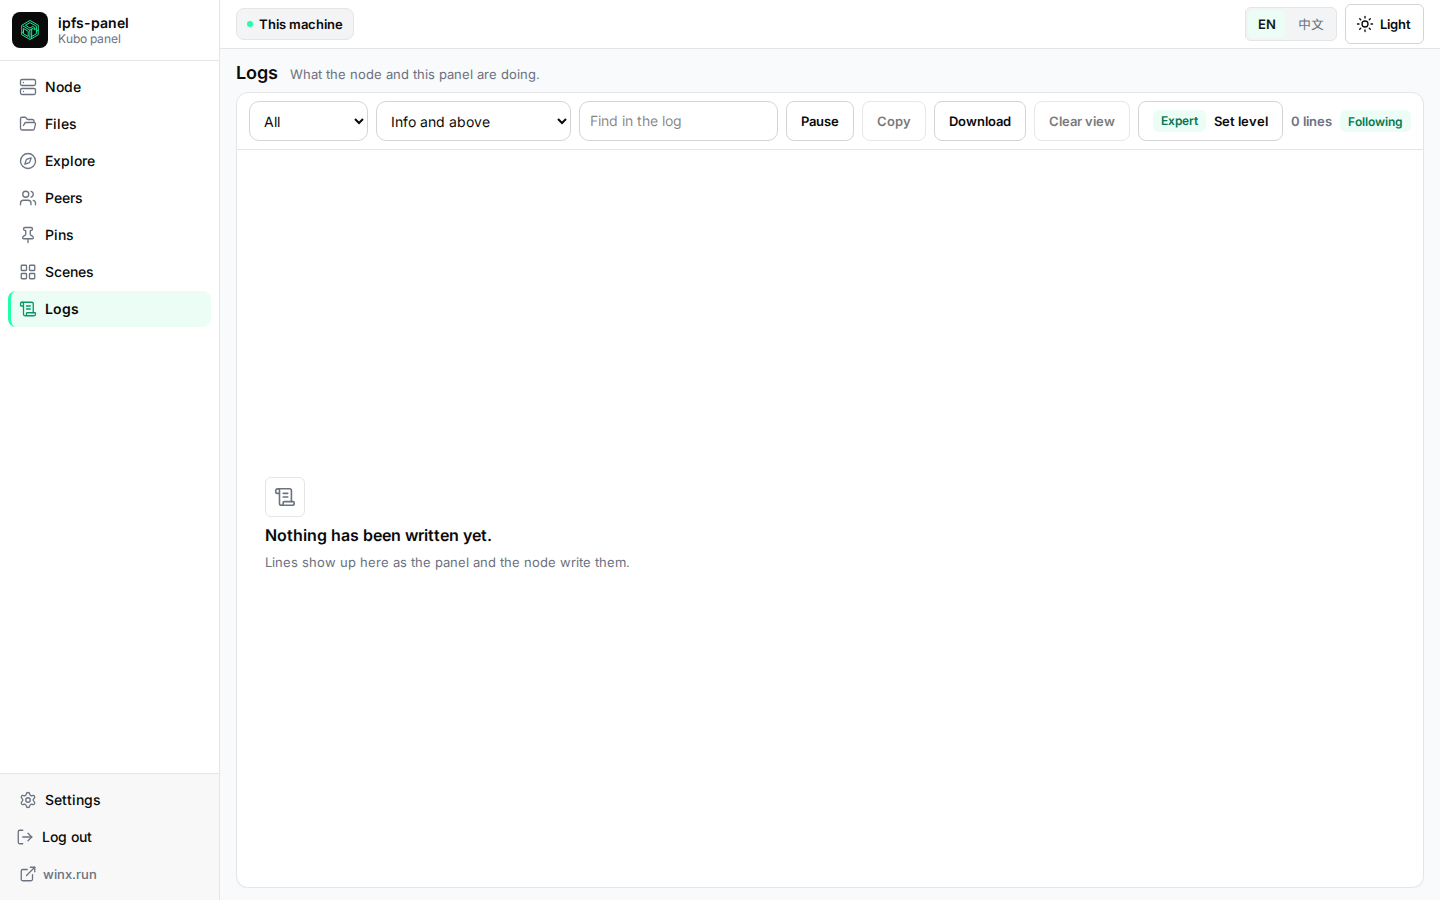 ipfs-panel
Kubo panel
Node
Files
Explore
Peers
Pins
Scenes
Logs
Settings
Log out
winx.run
This machine
EN
中文
Light
Logs
What the node and this panel are doing.
All
Info and above
Find in the log
Pause
Copy
Download
Clear view
Expert
Set level
0 lines
Following
Nothing has been written yet.
Lines show up here as the panel and the node write them.